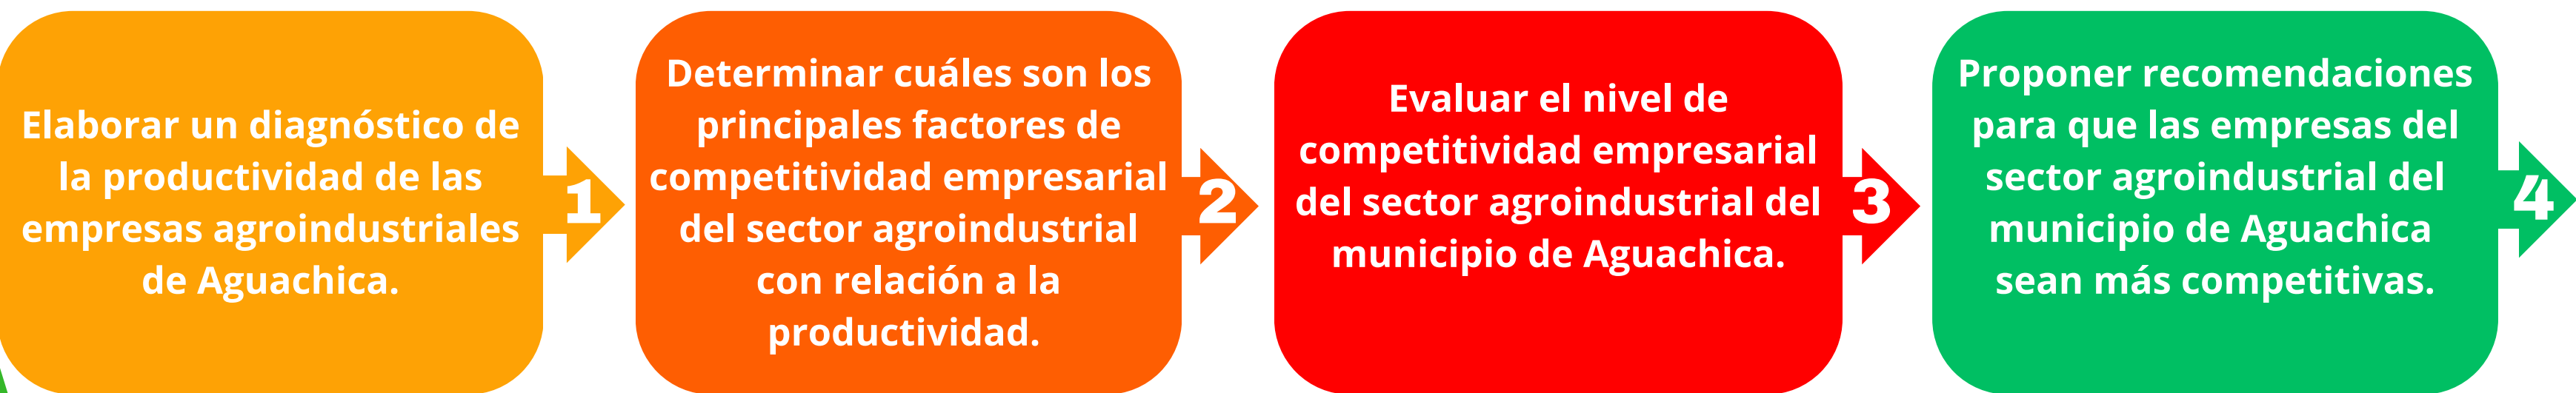 Elaborar un diagnóstico de
la productividad de las
empresas agroindustriales
de Aguachica.
1
Determinar cuáles son los
principales factores de
competitividad empresarial
del sector agroindustrial
con relación a la
productividad.
2
Evaluar el nivel de
competitividad empresarial
del sector agroindustrial del
municipio de Aguachica.
3
Proponer recomendaciones
para que las empresas del
sector agroindustrial del
municipio de Aguachica
sean más competitivas.
4